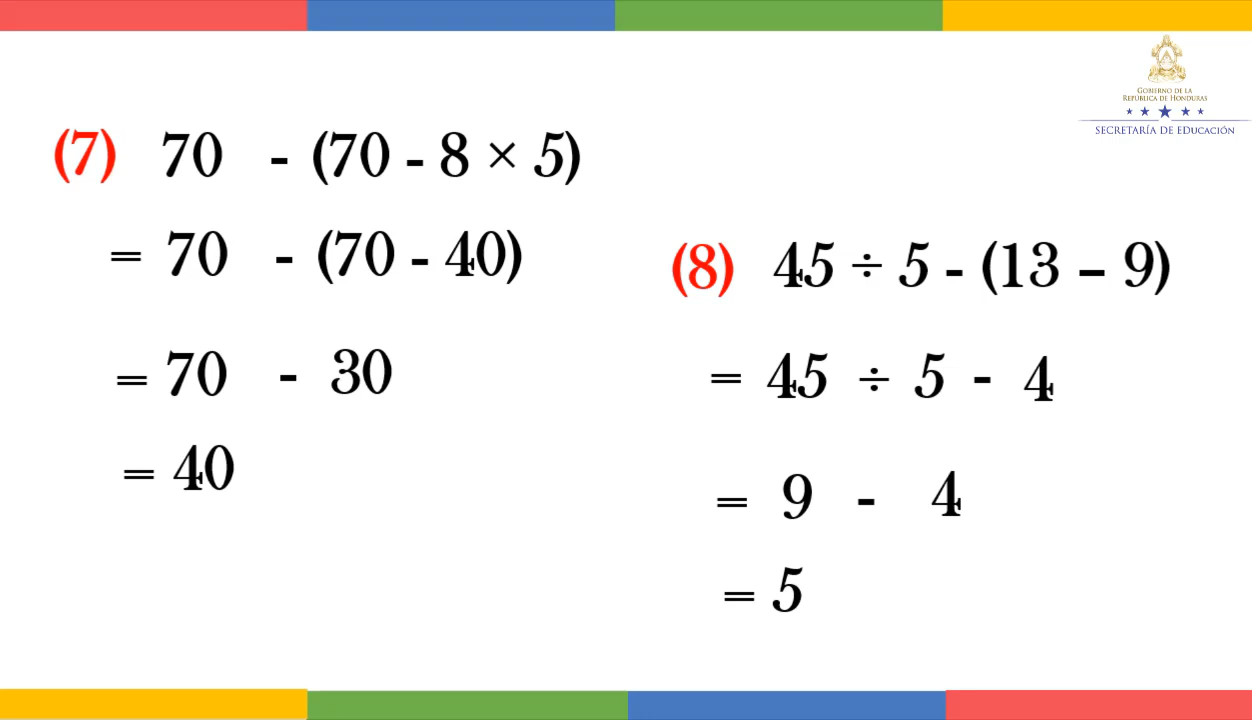 (7) 70 - (70 - 8 × 5)
= 70 - (70 - 40)
= 70 - 30
= 40
GOBIERNO DE LA
REPÚBLICA DE HONDURAS
SECRETARÍA DE EDUCACIÓN
(8) 45 ÷ 5 - (13 – 9)
= 45 ÷ 5 - 4
= 9 - 4
= 5